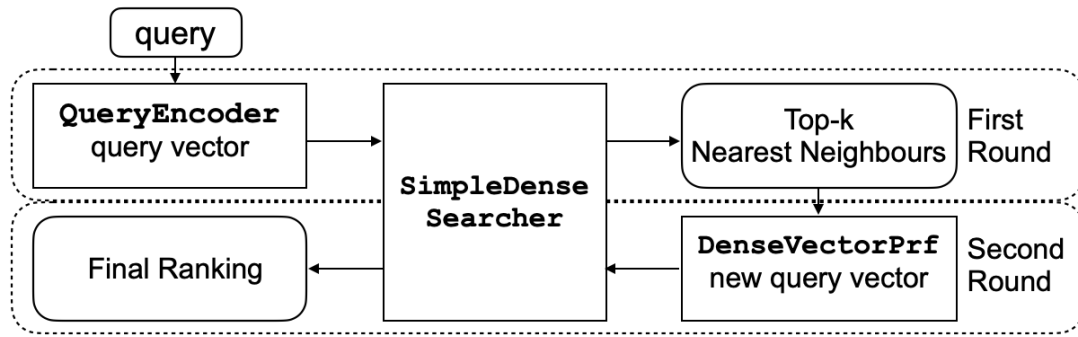 query
QueryEncoder
query vector
SimpleDense
Searcher
Top-k
Nearest Neighbours
First
Round
Final Ranking
DenseVectorPrf
new query vector
Second
Round